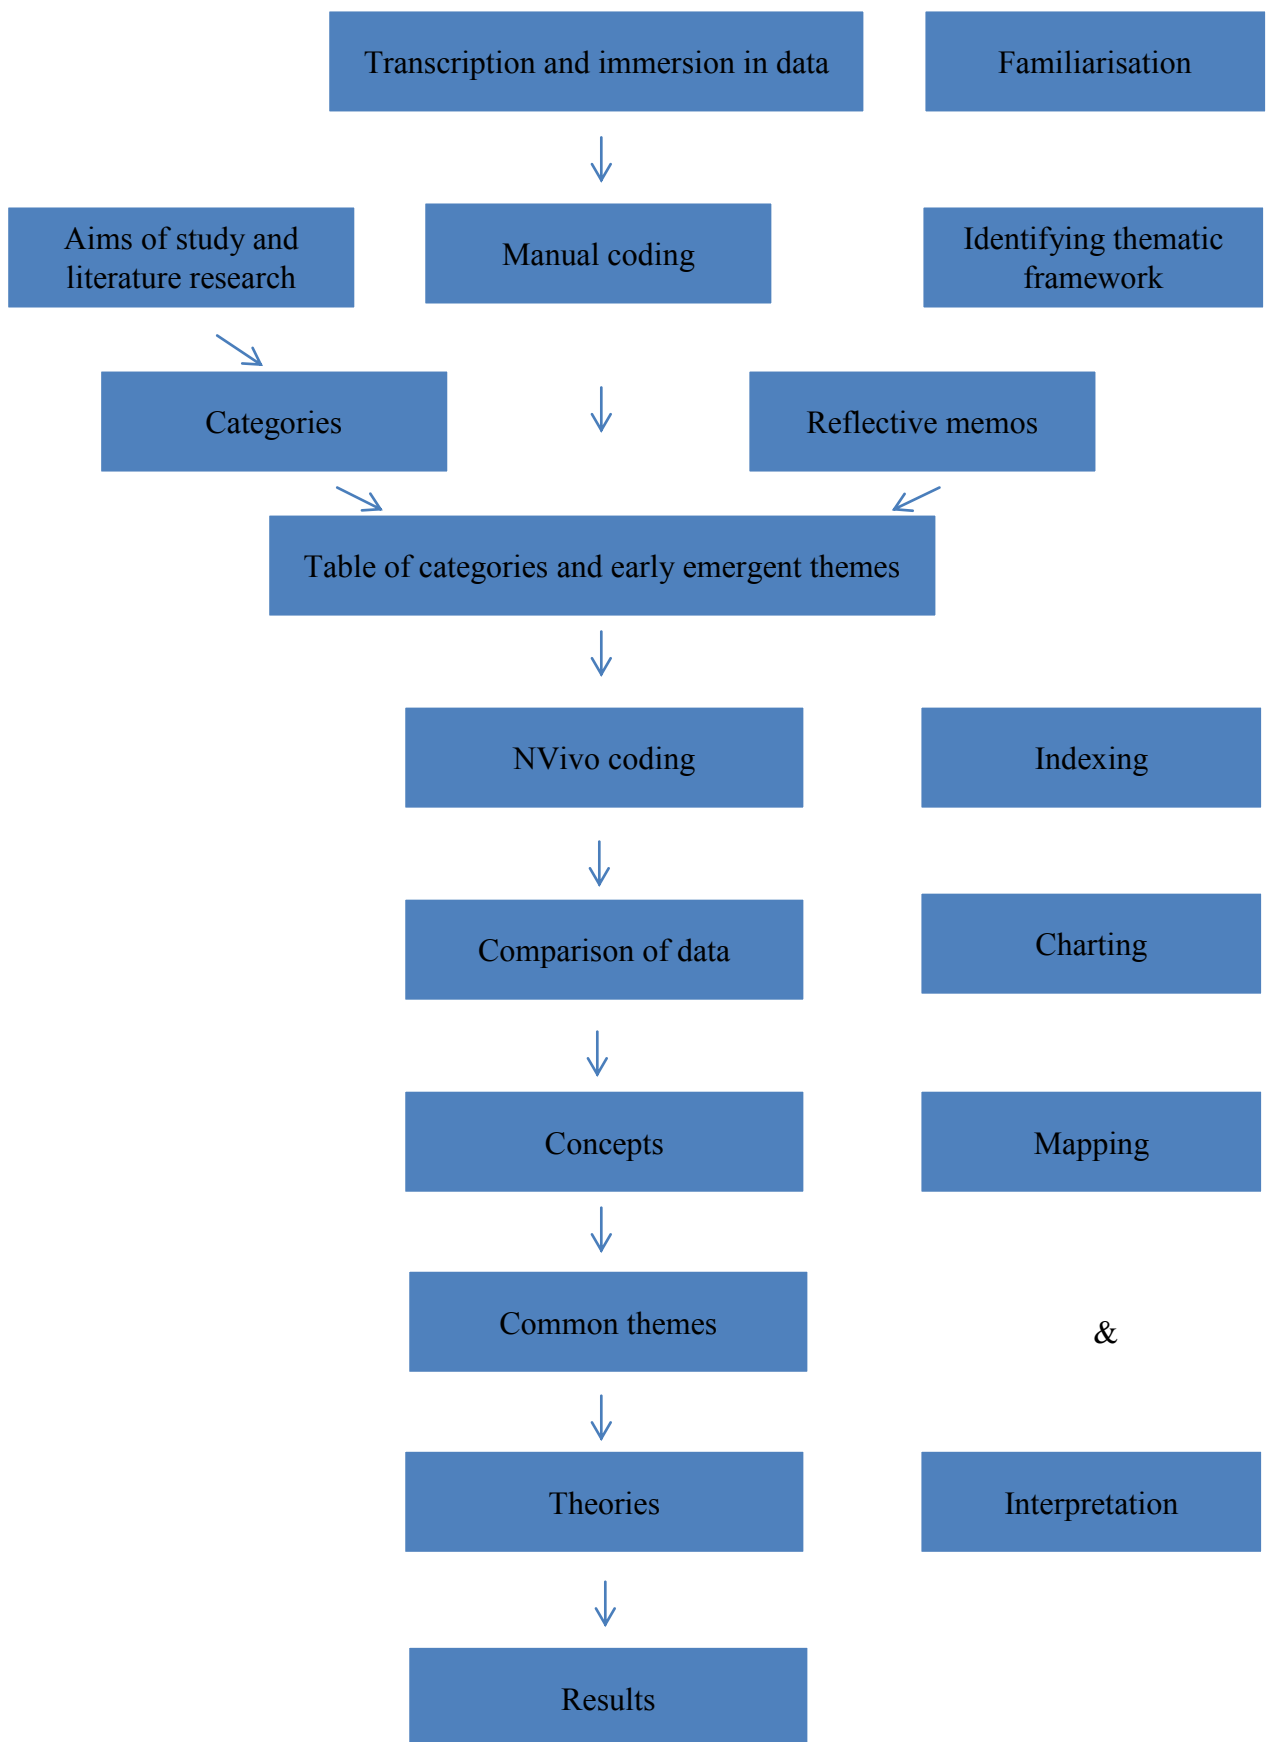 Transcription and immersion in data
Familiarisation
Aims of study and
literature research
Manual coding
Identifying thematic
framework
Categories
Reflective memos
Table of categories and early emergent themes
NVivo coding
Indexing
Comparison of data
Charting
Concepts
Mapping
Common themes
&
Theories
Interpretation
Results